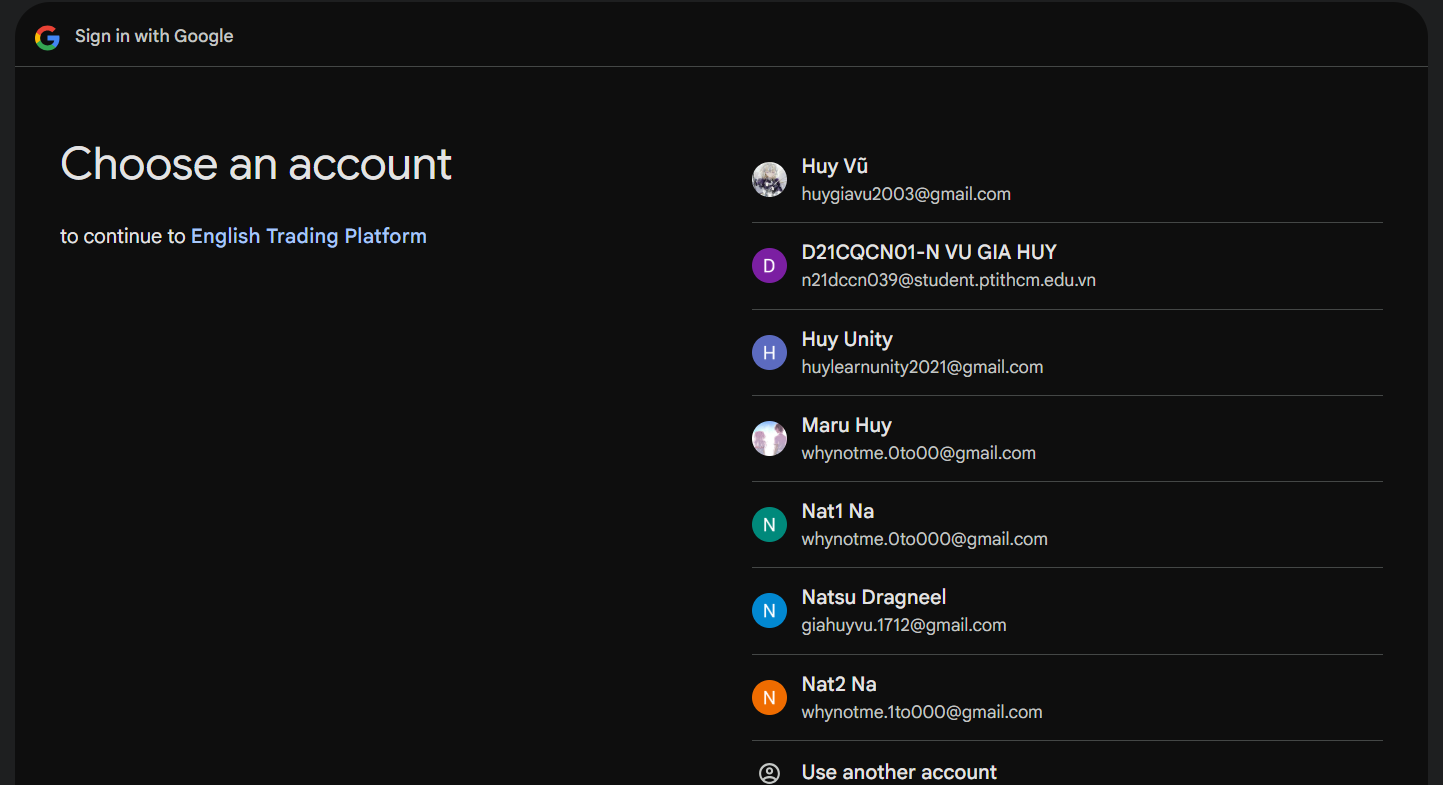 Sign in with Google
Choose an account
to continue to English Trading Platform
Huy Vũ
huygiavu2003@gmail.com
D
D21CQCN01-N VU GIA HUY
n21dccn039@student.ptithcm.edu.vn
H
Huy Unity
huylearnunity2021@gmail.com
Maru Huy
whynotme.0to00@gmail.com
N
Nat1 Na
whynotme.0to000@gmail.com
N
Natsu Dragneel
giahuyvu.1712@gmail.com
N
Nat2 Na
whynotme.1to000@gmail.com
Use another account